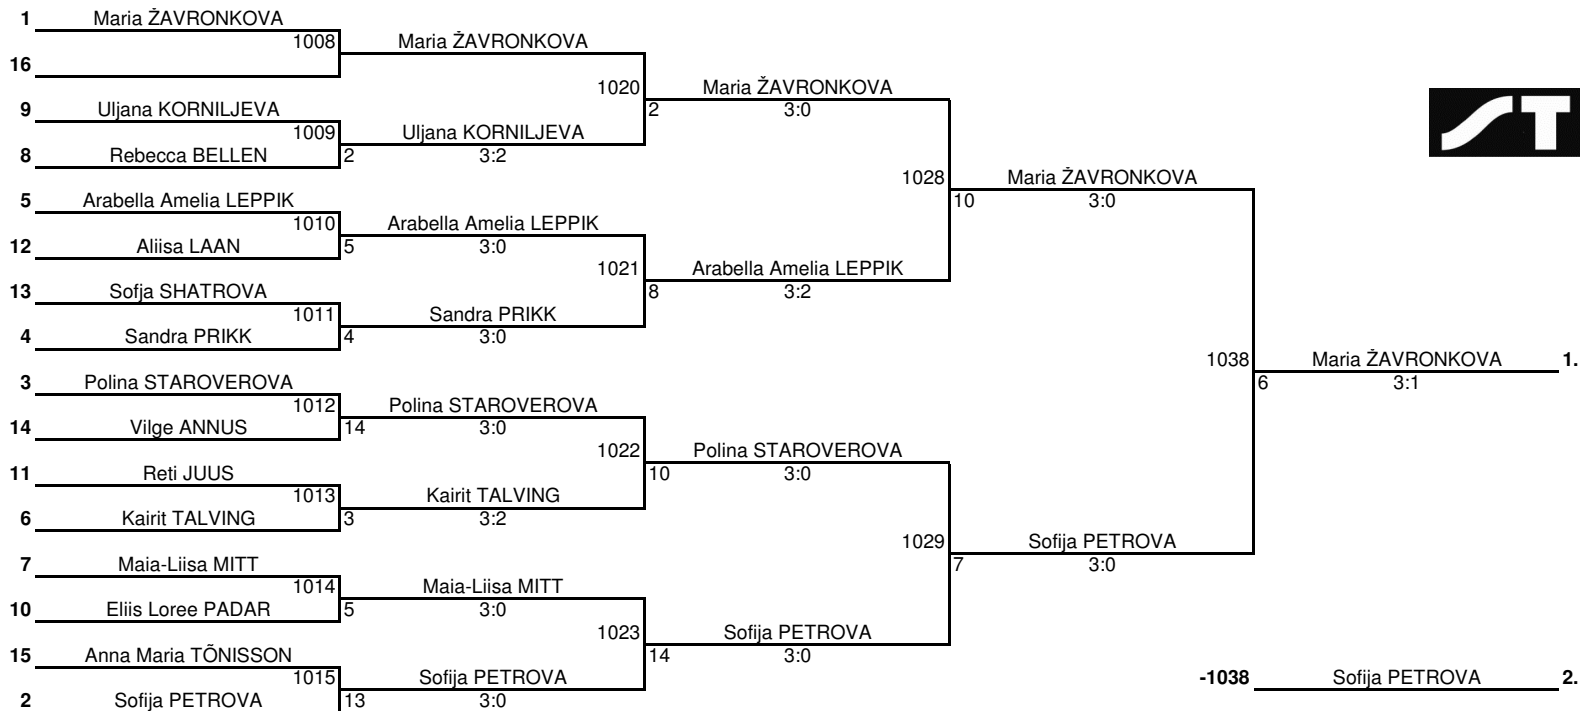 1 Maria ŽAVRONKOVA
1008 Maria ŽAVRONKOVA
16
1020 Maria ŽAVRONKOVA
2 3:0
9 Uljana KORNILJEVA
1009 Uljana KORNILJEVA
8 Rebecca BELLEN 2 3:2
1028 Maria ŽAVRONKOVA
10 3:0
5 Arabella Amelia LEPPIK
1010 Arabella Amelia LEPPIK
12 Aliisa LAAN 5 3:0
1021 Arabella Amelia LEPPIK
8 3:2
13 Sofja SHATROVA
1011 Sandra PRIKK
4 Sandra PRIKK 4 3:0
1038 Maria ŽAVRONKOVA 1.
6 3:1
3 Polina STAROVEROVA
1012 Polina STAROVEROVA
14 Vilge ANNUS 14 3:0
1022 Polina STAROVEROVA
10 3:0
11 Reti JUUS
1013 Kairit TALVING
6 Kairit TALVING 3 3:2
1029 Sofija PETROVA
7 3:0
7 Maia-Liisa MITT
1014 Maia-Liisa MITT
10 Eliis Loree PADAR 5 3:0
1023 Sofija PETROVA
14 3:0
15 Anna Maria TÕNISSON
1015 Sofija PETROVA
2 Sofija PETROVA 13 3:0
-1038 Sofija PETROVA 2.
ST